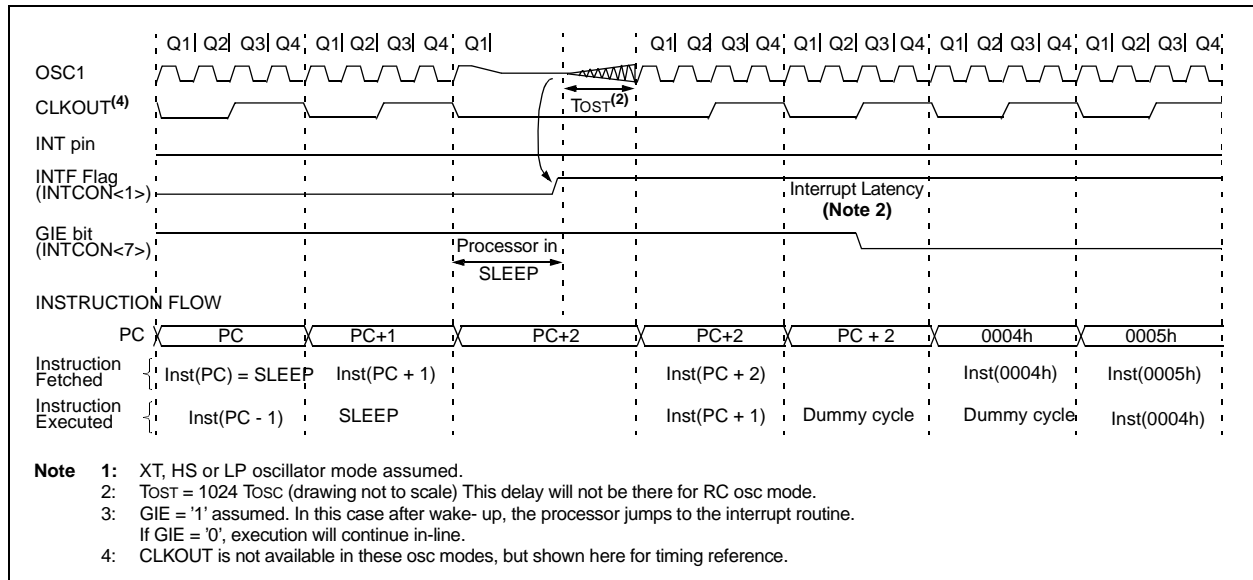 Q1 Q2 Q3 Q4 Q1 Q2 Q3 Q4 Q1 Q1 Q2 Q3 Q4 Q1 Q2 Q3 Q4 Q1 Q2 Q3 Q4 Q1 Q2 Q3 Q4
OSC1
CLKOUT(4)
TOST(2)
INT pin
INTF Flag
(INTCON<1>)
Interrupt Latency
(Note 2)
GIE bit
(INTCON<7>)
Processor in
SLEEP
INSTRUCTION FLOW
PC PC PC+1 PC+2 PC+2 PC + 2 0004h 0005h
Instruction
Fetched
Inst(PC) = SLEEP Inst(PC + 1) Inst(PC + 2) Inst(0004h) Inst(0005h)
Instruction
Executed
Inst(PC - 1) SLEEP Inst(PC + 1) Dummy cycle Dummy cycle Inst(0004h)
Note 1: XT, HS or LP oscillator mode assumed.
2: TOST = 1024 TOSC (drawing not to scale) This delay will not be there for RC osc mode.
3: GIE = '1' assumed. In this case after wake- up, the processor jumps to the interrupt routine.
If GIE = '0', execution will continue in-line.
4: CLKOUT is not available in these osc modes, but shown here for timing reference.